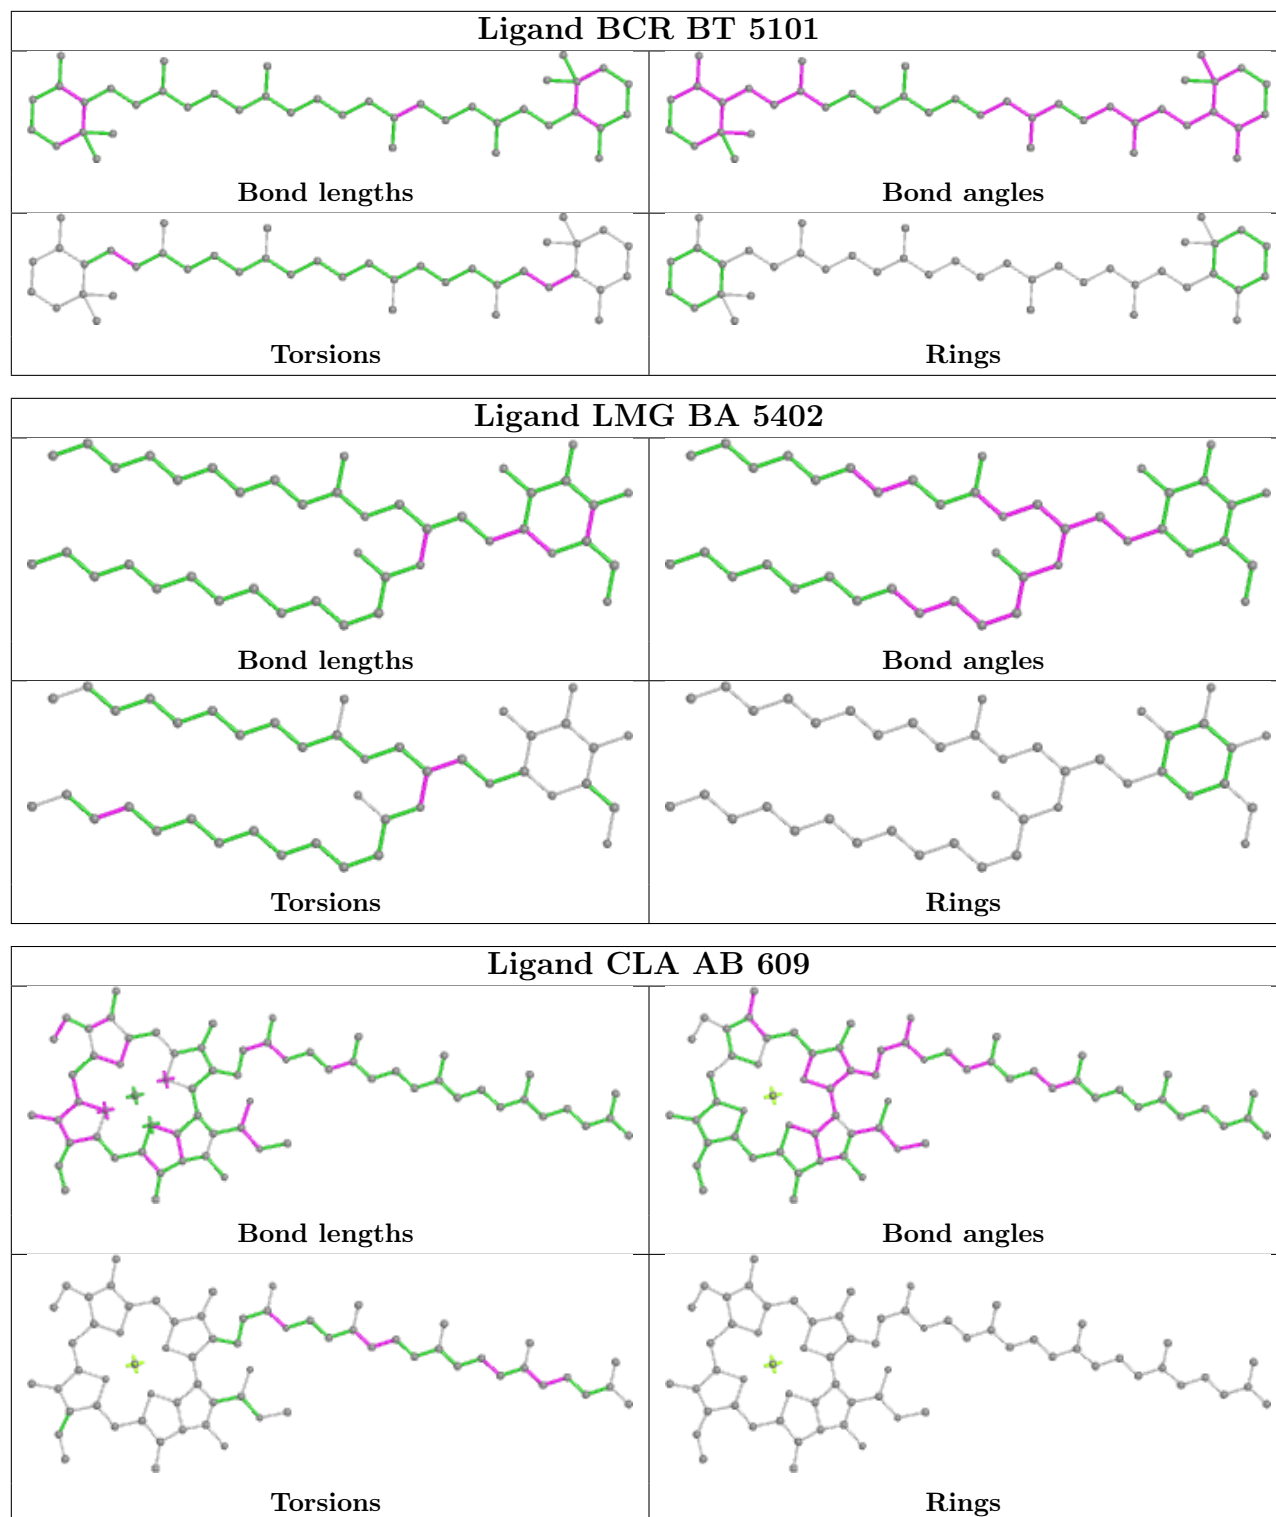 Ligand BCR BT 5101
Bond lengths
Bond angles
Torsions
Rings
Ligand LMG BA 5402
Bond lengths
Bond angles
Torsions
Rings
Ligand CLA AB 609
Bond lengths
Bond angles
Torsions
Rings